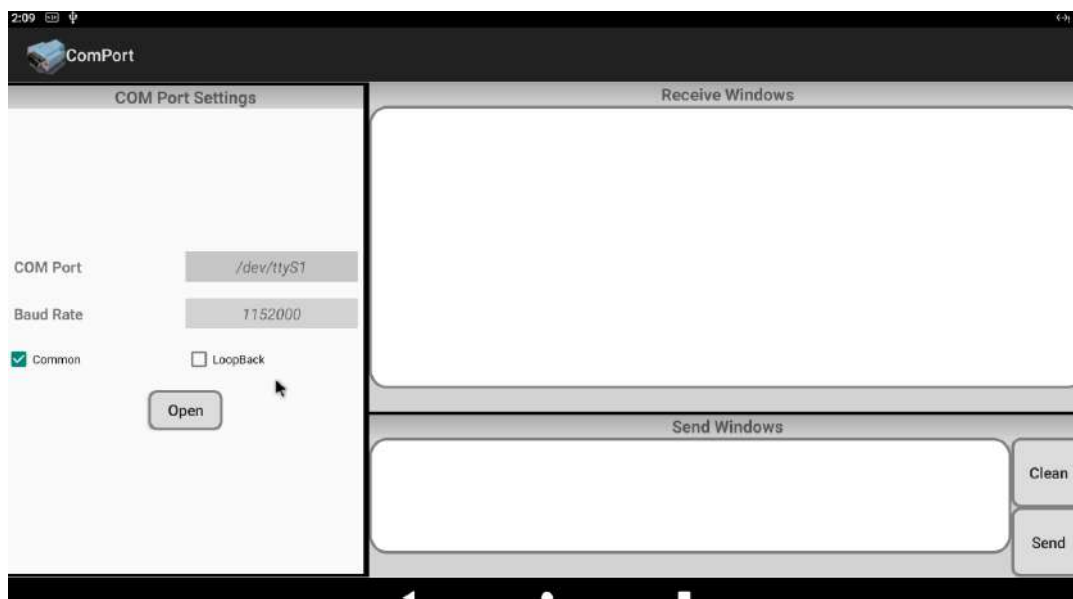 2:09
ComPort
COM Port Settings
COM Port
/dev/ttyS1
Baud Rate
1152000
Common
LoopBack
Open
Receive Windows
Send Windows
Clean
Send